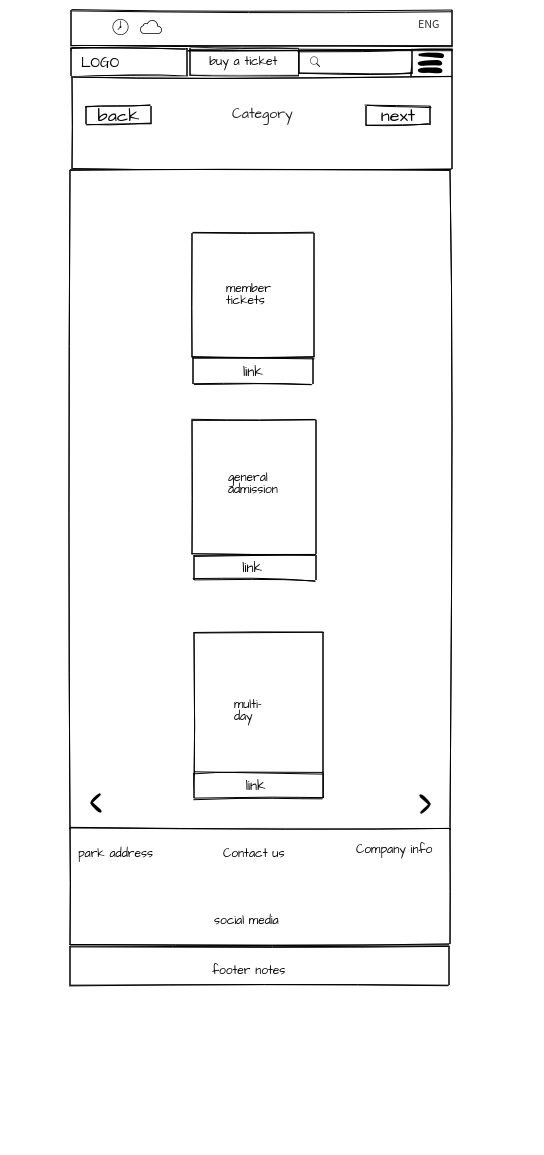 ENG
LOGO
buy a ticket
back
Category
next
member
tickets
link
general
admission
link
multi-
day
link
park address
Contact us
Company info
social media
footer notes